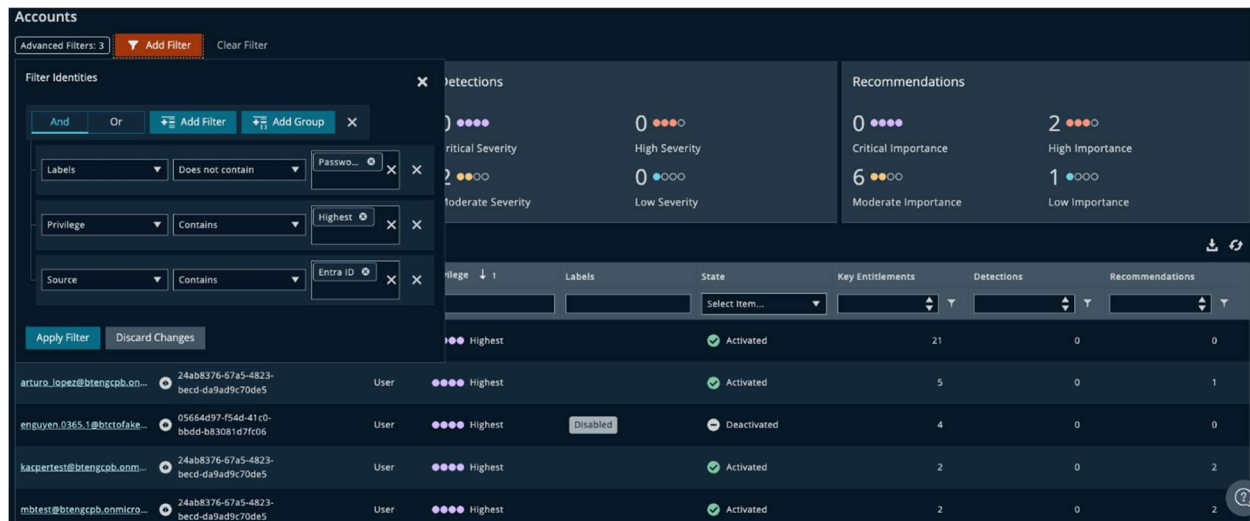 Accounts
Advanced Filters: 3 Add Filter Clear Filter
Filter Identities
And Or Add Filter Add Group
Labels Does not contain Passwo...
Privilege Contains Highest
Source Contains Entra ID
Apply Filter Discard Changes
Detections
0
Critical Severity
0
High Severity
2
Moderate Severity
0
Low Severity
Recommendations
0
Critical Importance
2
High Importance
6
Moderate Importance
1
Low Importance
vilege 1 Labels State Key Entitlements Detections Recommendations
Select Item...
Highest Activated 21 0 0
arturo_lopez@btengcpb.on... 24ab8376-67a5-4823- User Highest Activated 5 0 1
becd-da9ad9c70de5
enguyen.0365.1@btctofake... 05664d97-f54d-41c0- User Highest Disabled Deactivated 4 0 0
bbdd-b83081d7fc06
kacpertest@btengcpb.onm... 24ab8376-67a5-4823- User Highest Activated 2 0 2
becd-da9ad9c70de5
mbtest@btengcpb.onmicro... 24ab8376-67a5-4823- User Highest Activated 2 0 2
becd-da9ad9c70de5